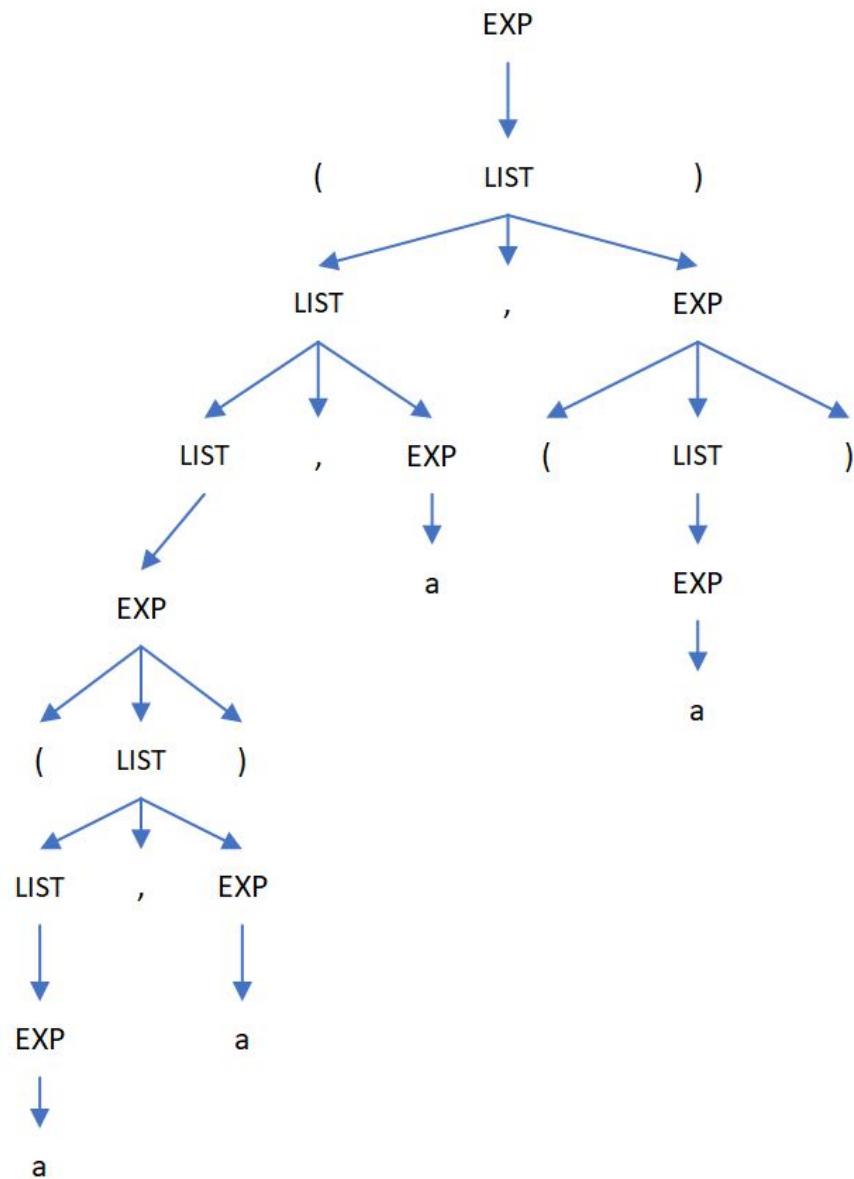 EXP
( LIST )
LIST , EXP
LIST , EXP ( LIST )
a EXP
EXP
a
( LIST )
LIST , EXP
EXP a
a